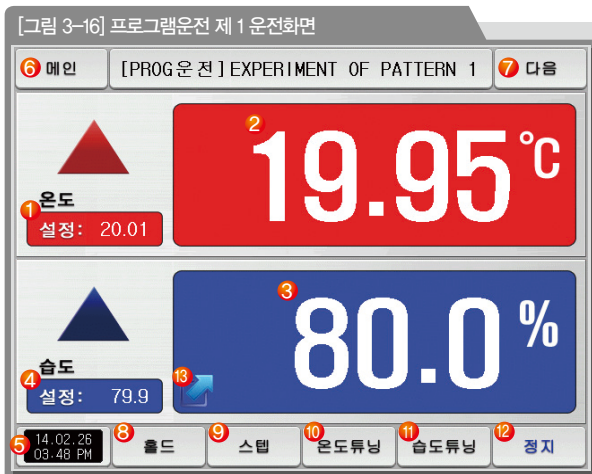 [그림 3-16] 프로그램운전 제 1 운전화면
6 메인 [PROG운전]EXPERIMENT OF PATTERN 1 7 다음
2 19.95 °C
온도
1 설정: 20.01
3 80.0 %
습도
13
4 설정: 79.9
5 14.02.26
03:48 PM
8 홀드 9 스텝 10 온도튜닝 11 습도튜닝 12 정지